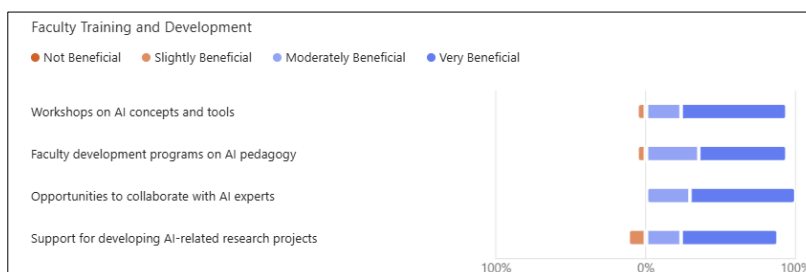 Faculty Training and Development
Not Beneficial Slightly Beneficial Moderately Beneficial Very Beneficial
Workshops on AI concepts and tools
Faculty development programs on AI pedagogy
Opportunities to collaborate with AI experts
Support for developing AI-related research projects
100% 0% 100%